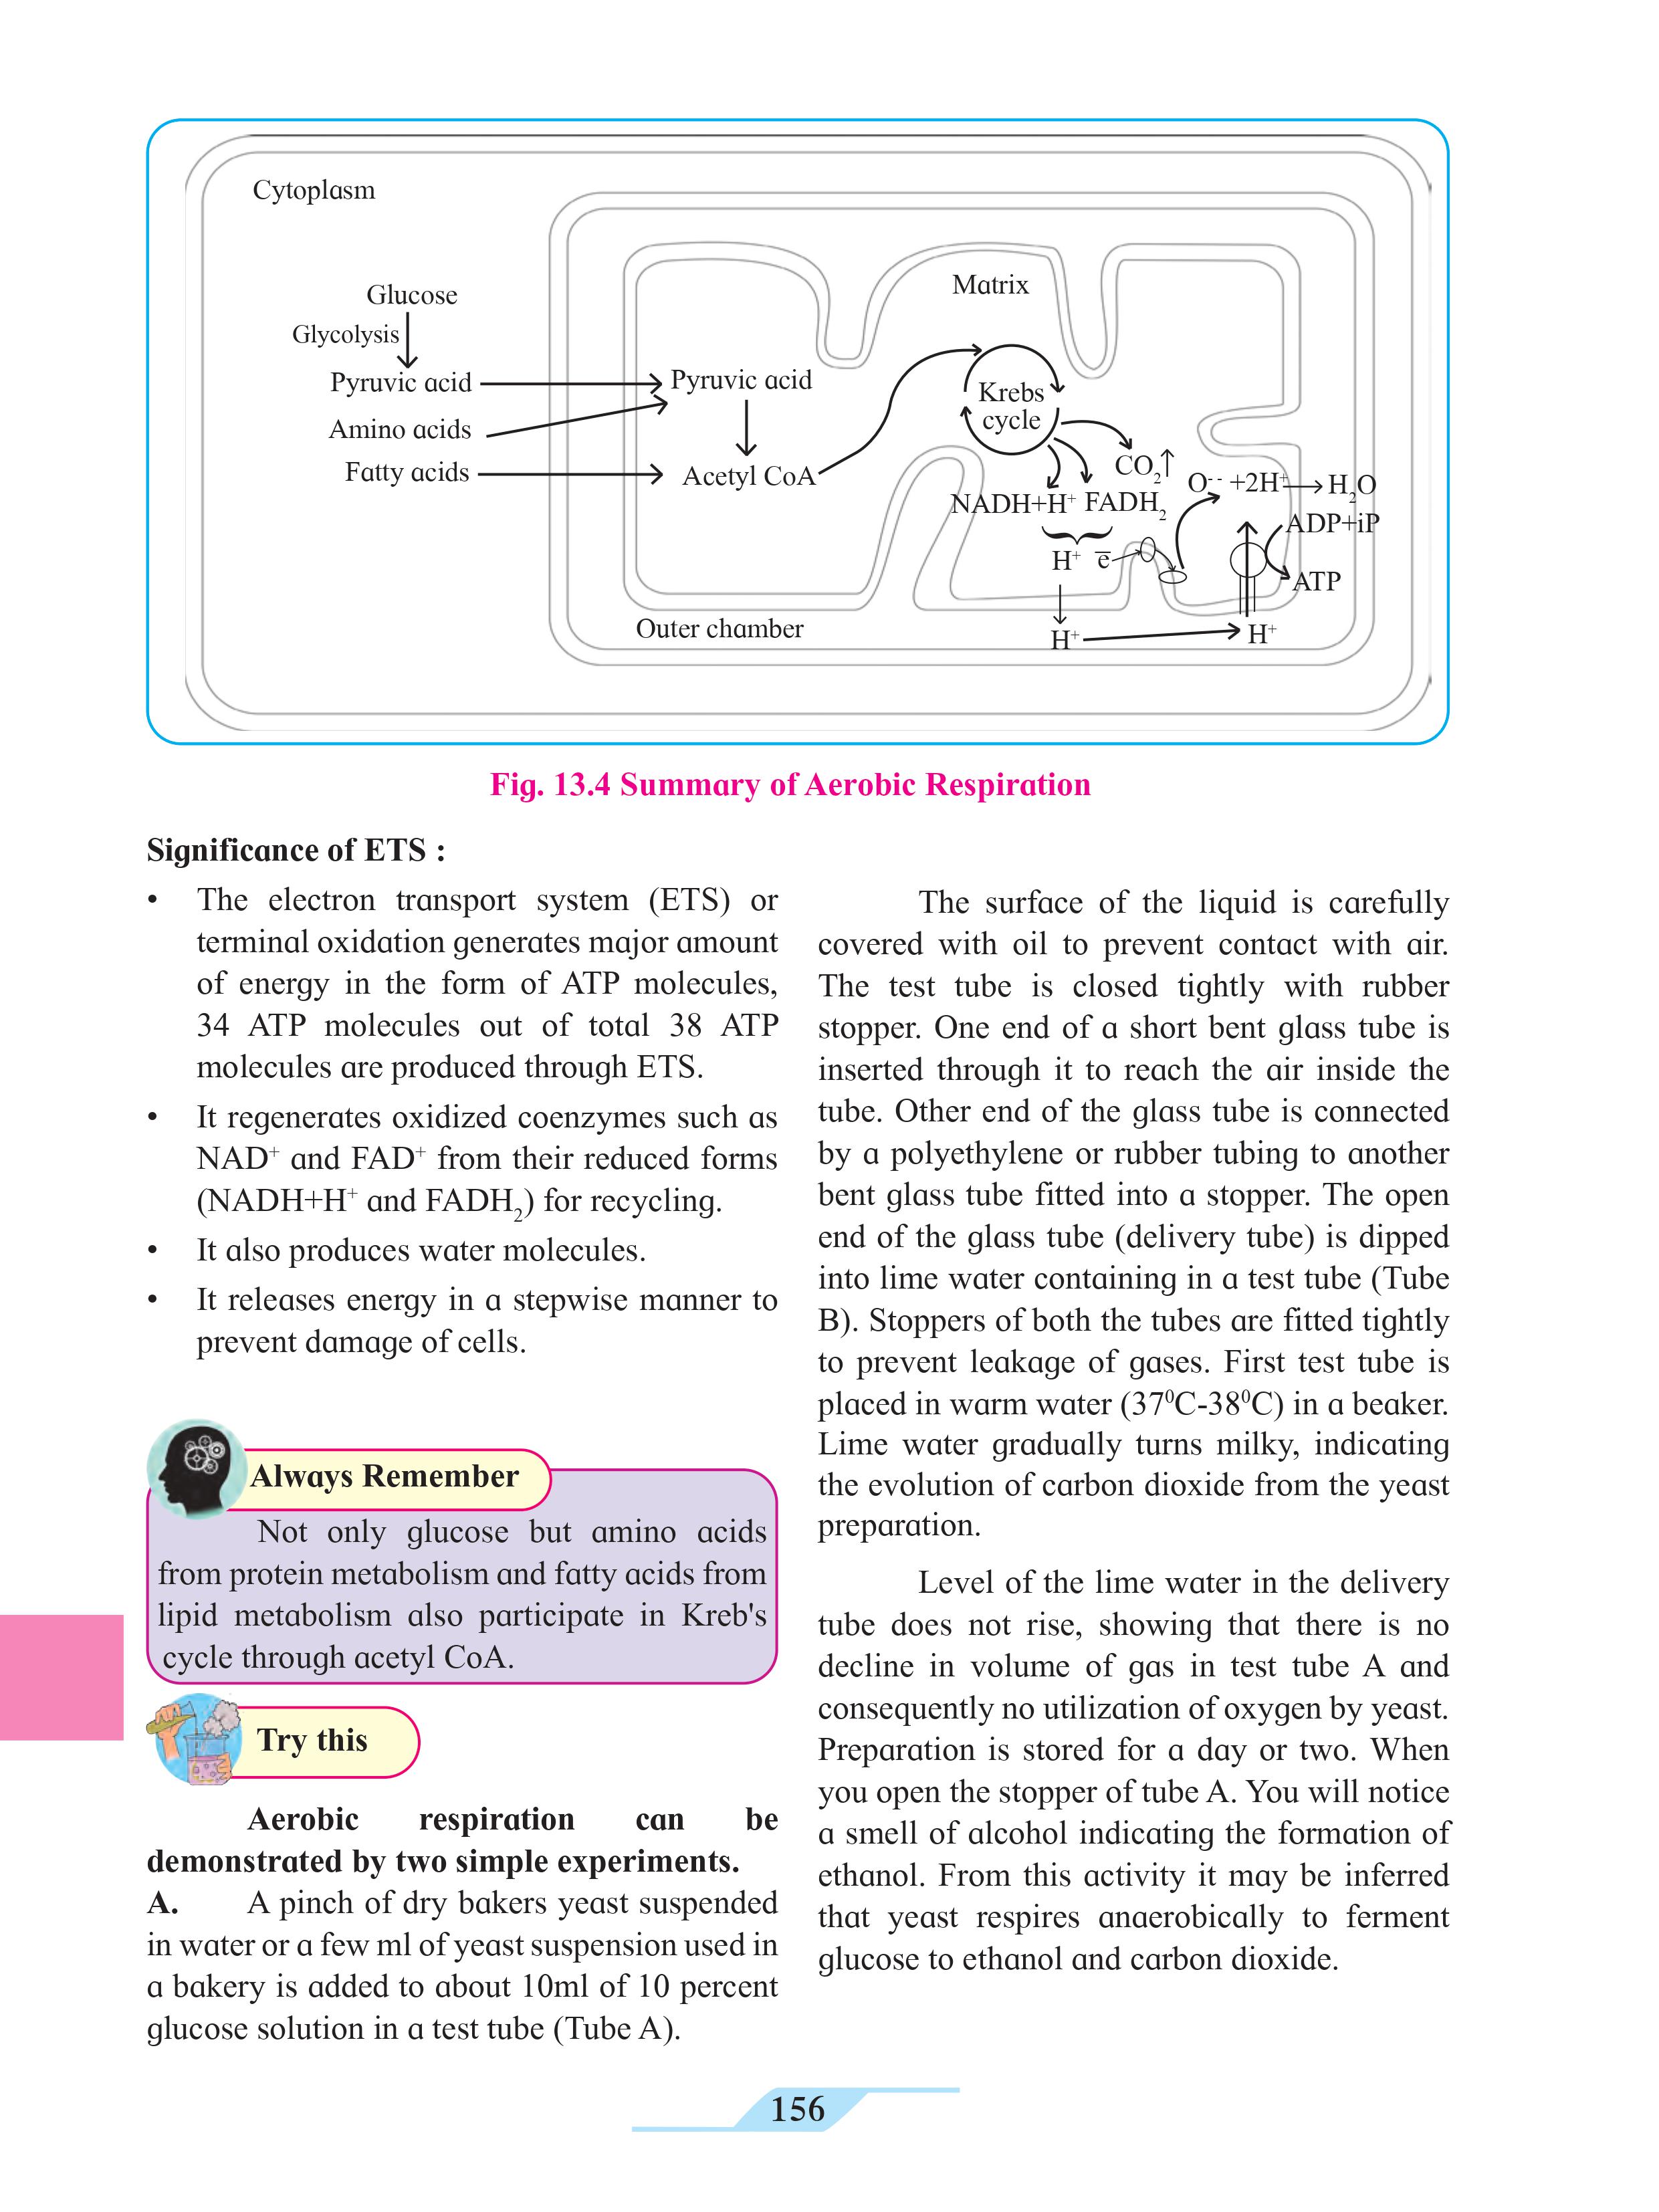 Cytoplasm
Matrix
Glucose
Glycolysis
Pyruvic acid
Pyruvic acid
Krebs
cycle
Amino acids
Fatty acids
Acetyl CoA
CO₂↑
NADH+H⁺ FADH₂
O⁻⁻ +2H⁺ → H₂O
ADP+iP
H⁺ e̅
ATP
Outer chamber
H⁺
H⁺
Fig. 13.4 Summary of Aerobic Respiration
Significance of ETS :
• The electron transport system (ETS) or
terminal oxidation generates major amount
of energy in the form of ATP molecules,
34 ATP molecules out of total 38 ATP
molecules are produced through ETS.
• It regenerates oxidized coenzymes such as
NAD⁺ and FAD⁺ from their reduced forms
(NADH+H⁺ and FADH₂) for recycling.
• It also produces water molecules.
• It releases energy in a stepwise manner to
prevent damage of cells.
Always Remember
Not only glucose but amino acids
from protein metabolism and fatty acids from
lipid metabolism also participate in Kreb's
cycle through acetyl CoA.
Try this
Aerobic respiration can be
demonstrated by two simple experiments.
A. A pinch of dry bakers yeast suspended
in water or a few ml of yeast suspension used in
a bakery is added to about 10ml of 10 percent
glucose solution in a test tube (Tube A).
The surface of the liquid is carefully
covered with oil to prevent contact with air.
The test tube is closed tightly with rubber
stopper. One end of a short bent glass tube is
inserted through it to reach the air inside the
tube. Other end of the glass tube is connected
by a polyethylene or rubber tubing to another
bent glass tube fitted into a stopper. The open
end of the glass tube (delivery tube) is dipped
into lime water containing in a test tube (Tube
B). Stoppers of both the tubes are fitted tightly
to prevent leakage of gases. First test tube is
placed in warm water (37⁰C-38⁰C) in a beaker.
Lime water gradually turns milky, indicating
the evolution of carbon dioxide from the yeast
preparation.
Level of the lime water in the delivery
tube does not rise, showing that there is no
decline in volume of gas in test tube A and
consequently no utilization of oxygen by yeast.
Preparation is stored for a day or two. When
you open the stopper of tube A. You will notice
a smell of alcohol indicating the formation of
ethanol. From this activity it may be inferred
that yeast respires anaerobically to ferment
glucose to ethanol and carbon dioxide.
156